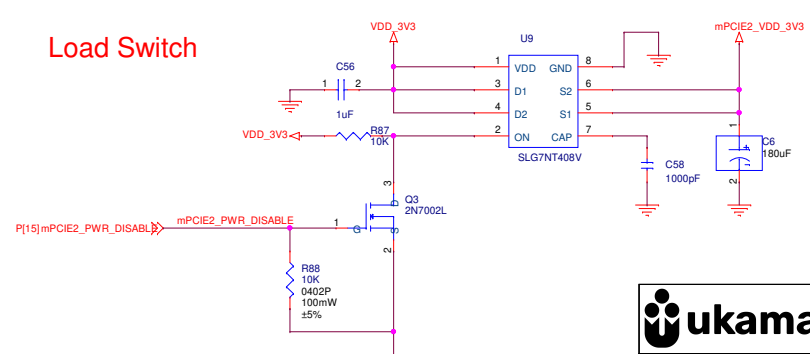 VDD_3V3
mPCIE2_VDD_3V3
Load Switch
U9
C56
1 VDD GND 8
1 2
3 D1 S2 6
1uF
4 D2 S1 5
VDD_3V3
R87
10K
2 ON CAP 7
1
C6
180uF
2
SLG7NT408V
C58
1000pF
3
Q3
2N7002L
D
P[15] mPCIE2_PWR_DISABLE
mPCIE2_PWR_DISABLE
1
G
S
2
R88
10K
0402P
100mW
±5%
ukama